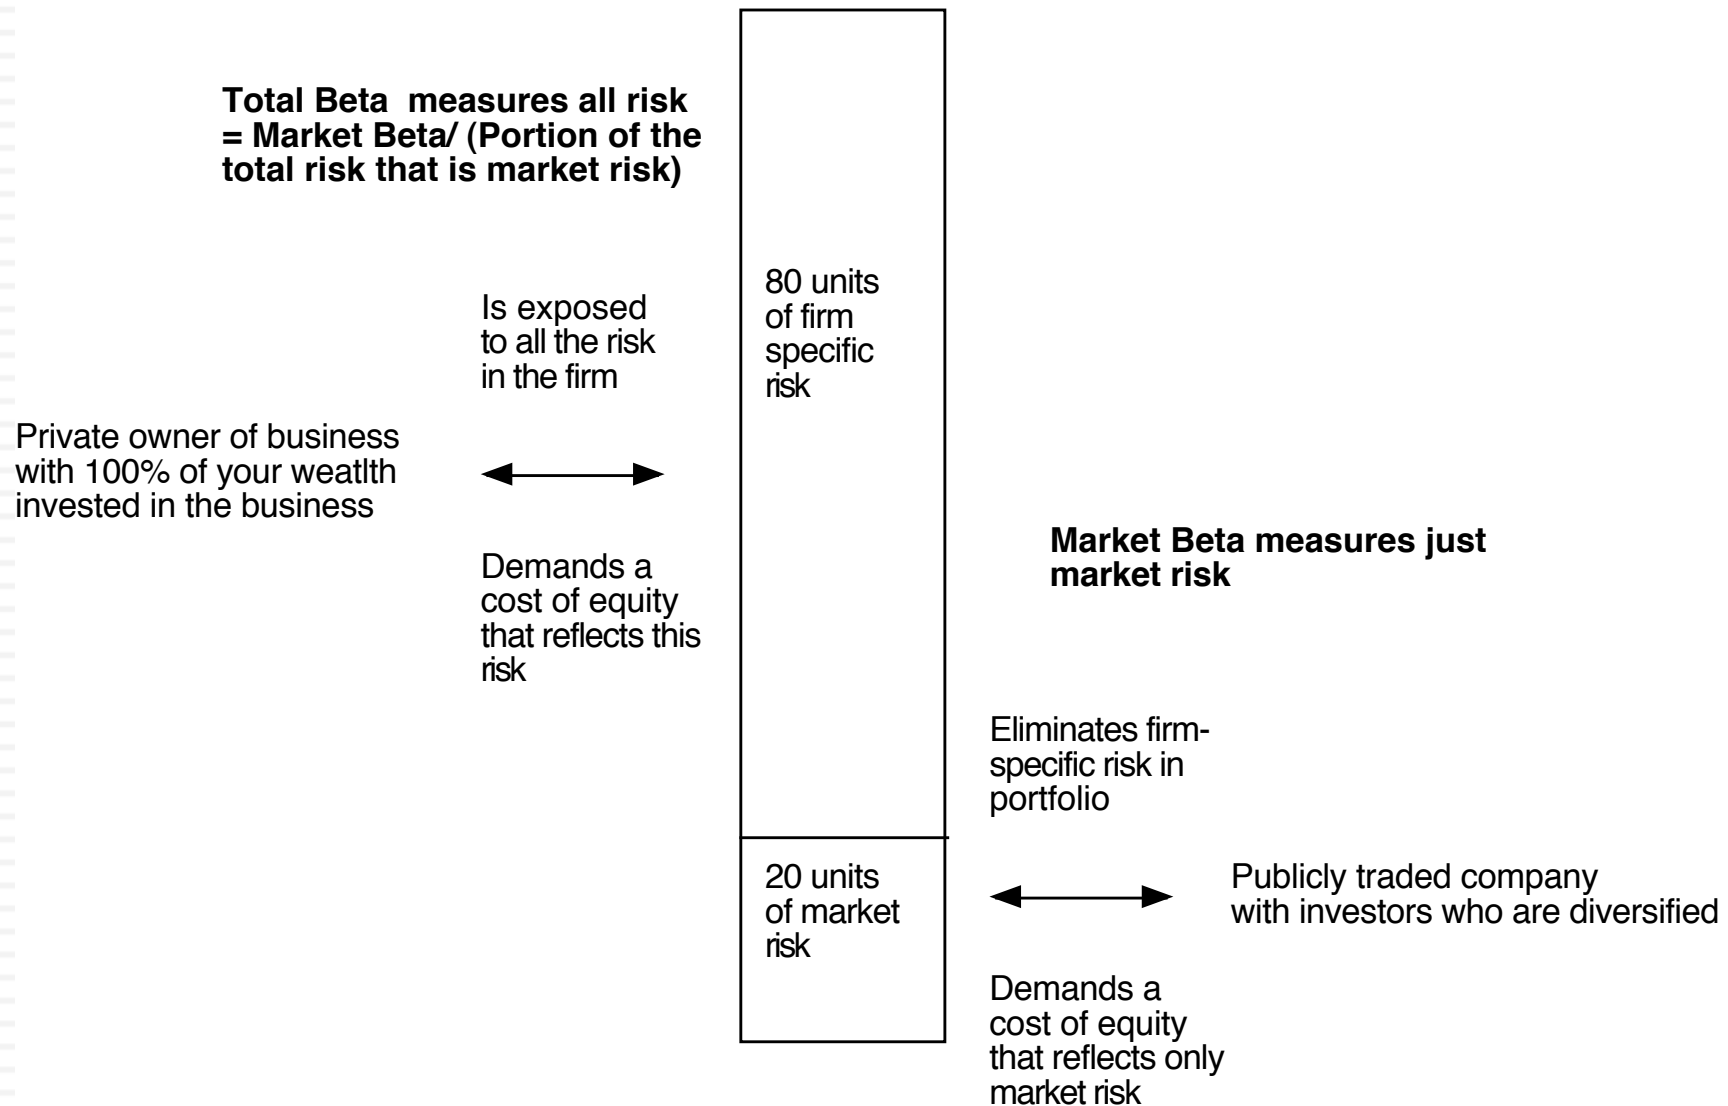 Total Beta  measures all risk
= Market Beta/ (Portion of the
total risk that is market risk)
80 units
of firm
specific
risk
Is exposed
to all the risk
in the firm
Private owner of business
with 100% of your weatlth
invested in the business
Demands a
cost of equity
that reflects this
risk
Market Beta measures just
market risk
Eliminates firm-
specific risk in
portfolio
20 units
of market
risk
Publicly traded company
with investors who are diversified
Demands a
cost of equity
that reflects only
market risk